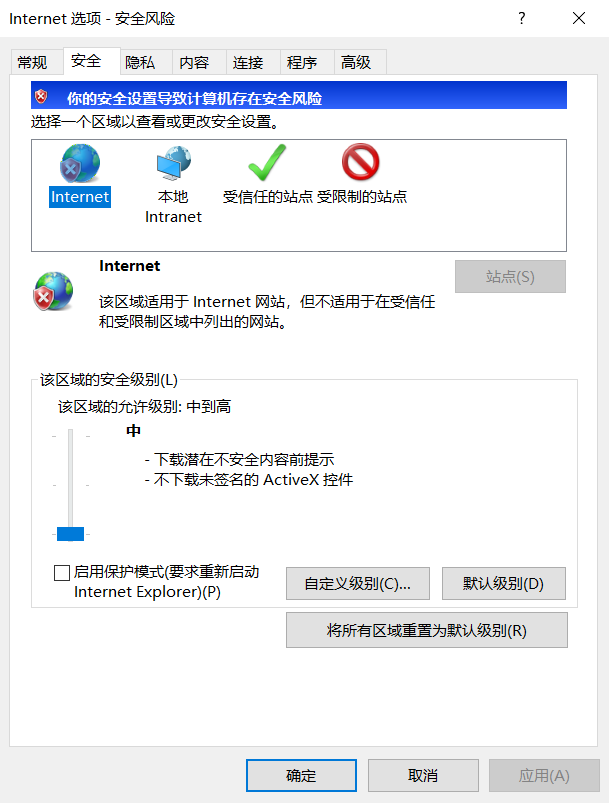 Internet 选项 - 安全风险
?
常规 安全 隐私 内容 连接 程序 高级
你的安全设置导致计算机存在安全风险
选择一个区域以查看或更改安全设置。
Internet
本地
Intranet
受信任的站点
受限制的站点
Internet
站点(S)
该区域适用于 Internet 网站，但不适用于在受信任
和受限制区域中列出的网站。
该区域的安全级别(L)
该区域的允许级别: 中到高
中
- 下载潜在不安全内容前提示
- 不下载未签名的 ActiveX 控件
启用保护模式(要求重新启动
Internet Explorer)(P)
自定义级别(C)...
默认级别(D)
将所有区域重置为默认级别(R)
确定 取消 应用(A)